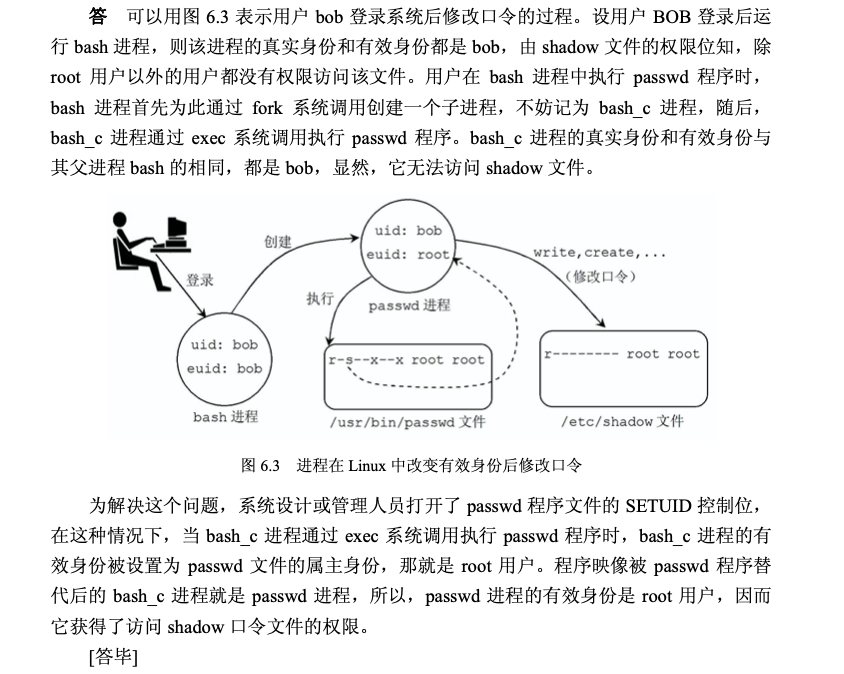 答 可以用图 6.3 表示用户 bob 登录系统后修改口令的过程。设用户 BOB 登录后运
行 bash 进程，则该进程的真实身份和有效身份都是 bob，由 shadow 文件的权限位知，除
root 用户以外的用户都没有权限访问该文件。用户在 bash 进程中执行 passwd 程序时，
bash 进程首先为此通过 fork 系统调用创建一个子进程，不妨记为 bash_c 进程，随后，
bash_c 进程通过 exec 系统调用执行 passwd 程序。bash_c 进程的真实身份和有效身份与
其父进程 bash 的相同，都是 bob，显然，它无法访问 shadow 文件。
登录
uid: bob
euid: bob
bash 进程
创建
uid: bob
euid: root
passwd 进程
执行
r-s--x--x root root
/usr/bin/passwd 文件
write,create,...
（修改口令）
r-------- root root
/etc/shadow 文件
图 6.3 进程在 Linux 中改变有效身份后修改口令
为解决这个问题，系统设计或管理人员打开了 passwd 程序文件的 SETUID 控制位，
在这种情况下，当 bash_c 进程通过 exec 系统调用执行 passwd 程序时，bash_c 进程的有
效身份被设置为 passwd 文件的属主身份，那就是 root 用户。程序映像被 passwd 程序替
代后的 bash_c 进程就是 passwd 进程，所以，passwd 进程的有效身份是 root 用户，因而
它获得了访问 shadow 口令文件的权限。
[答毕]